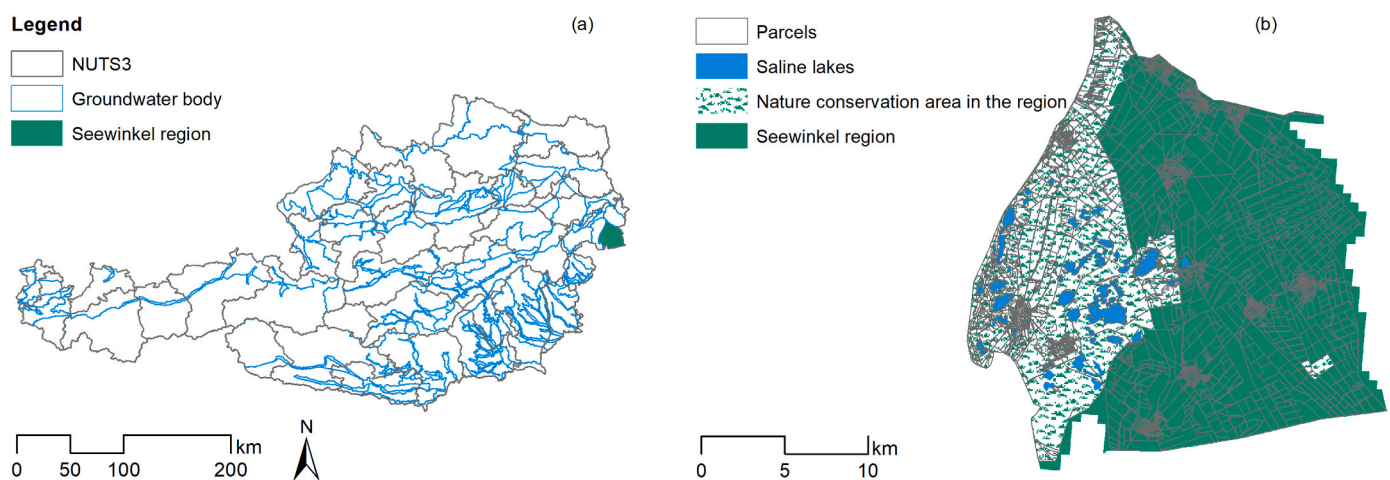 Legend
(a)
NUTS3
Groundwater body
Seewinkel region
km
0 50 100 200
N
(b)
Parcels
Saline lakes
Nature conservation area in the region
Seewinkel region
km
0 5 10